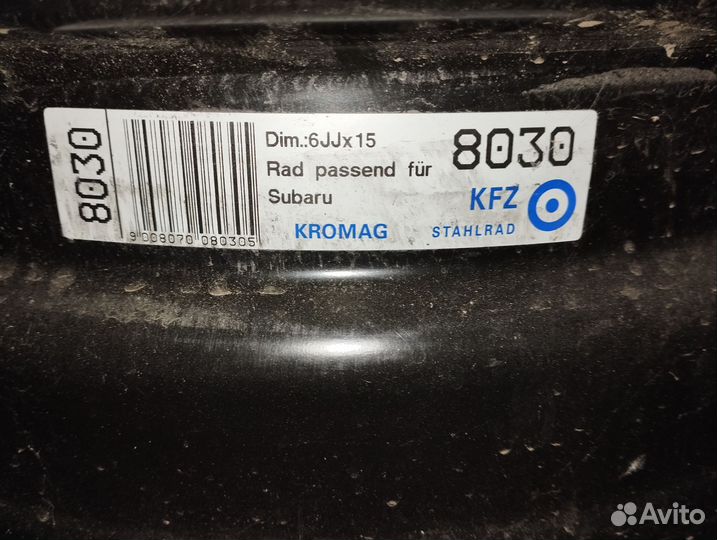 8030
9 008070 080305
Dim.:6JJx15
Rad passend für
Subaru
KROMAG
8030
KFZ
STAHLRAD
Avito